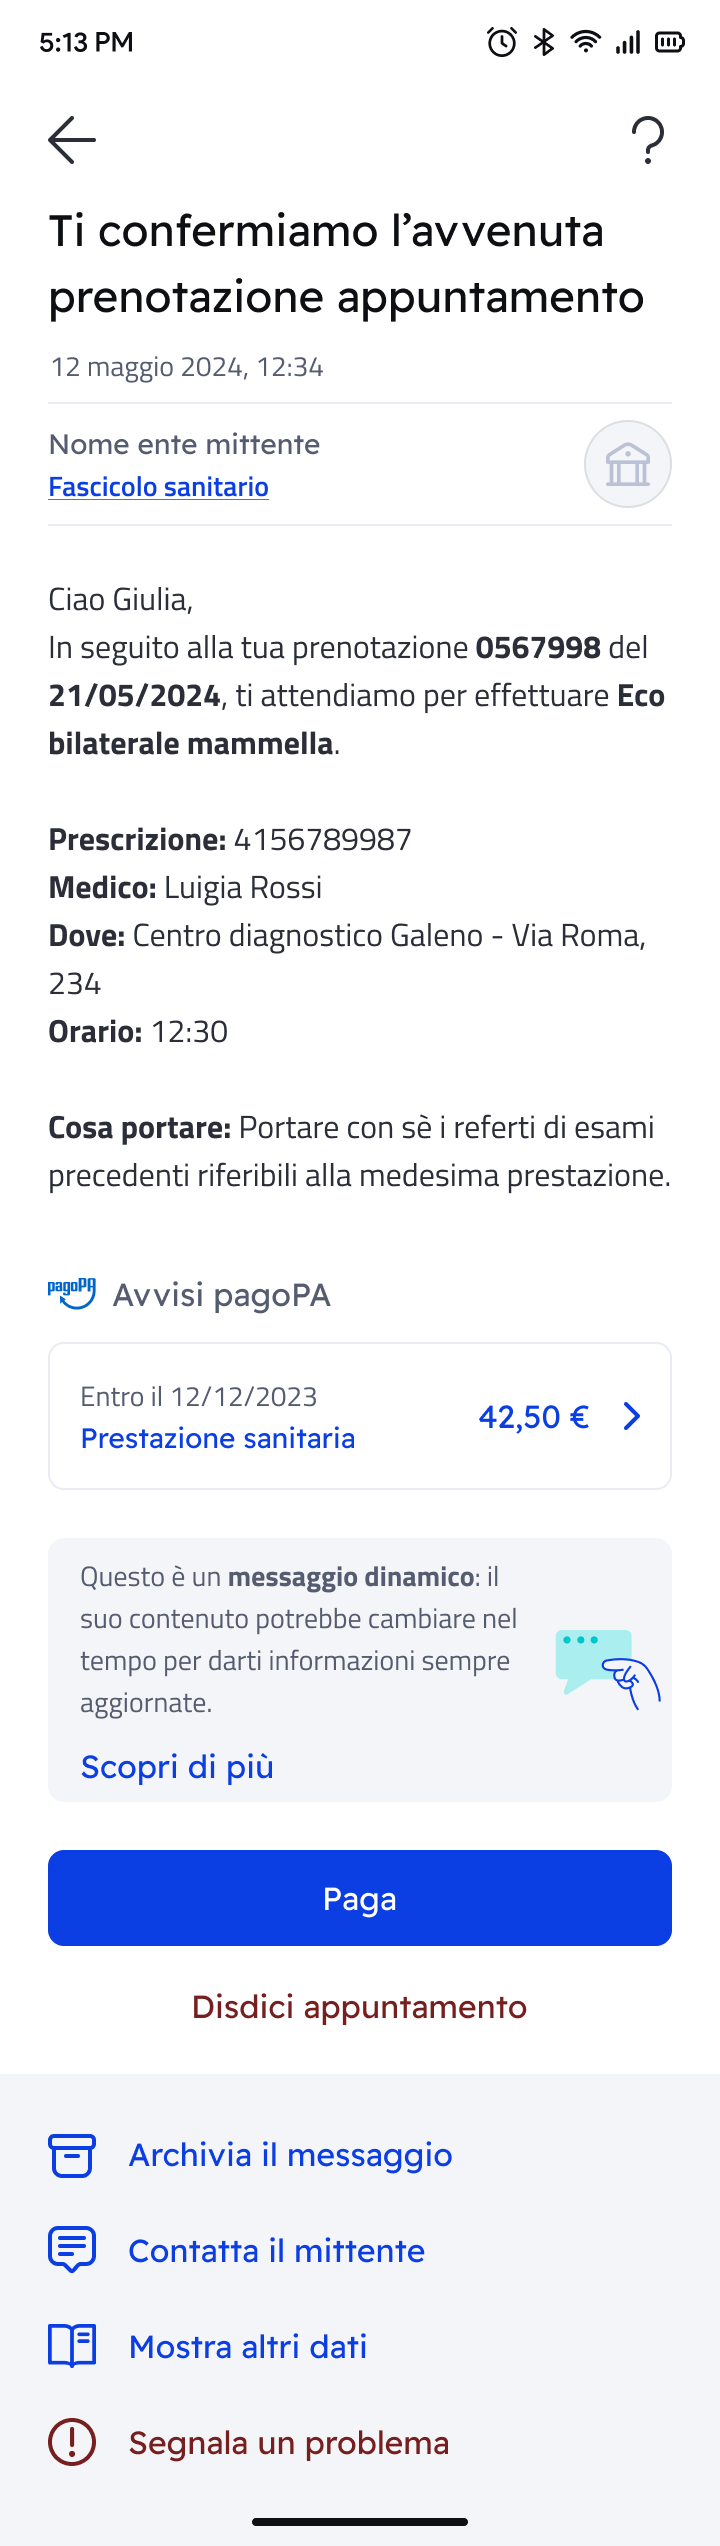 5:13 PM
Ti confermiamo l’avvenuta
prenotazione appuntamento
12 maggio 2024, 12:34
Nome ente mittente
Fascicolo sanitario
Ciao Giulia,
In seguito alla tua prenotazione 0567998 del
21/05/2024, ti attendiamo per effettuare Eco
bilaterale mammella.
Prescrizione: 4156789987
Medico: Luigia Rossi
Dove: Centro diagnostico Galeno - Via Roma,
234
Orario: 12:30
Cosa portare: Portare con sè i referti di esami
precedenti riferibili alla medesima prestazione.
pagoPA Avvisi pagoPA
Entro il 12/12/2023
Prestazione sanitaria
42,50 €
Questo è un messaggio dinamico: il
suo contenuto potrebbe cambiare nel
tempo per darti informazioni sempre
aggiornate.
Scopri di più
Paga
Disdici appuntamento
Archivia il messaggio
Contatta il mittente
Mostra altri dati
Segnala un problema